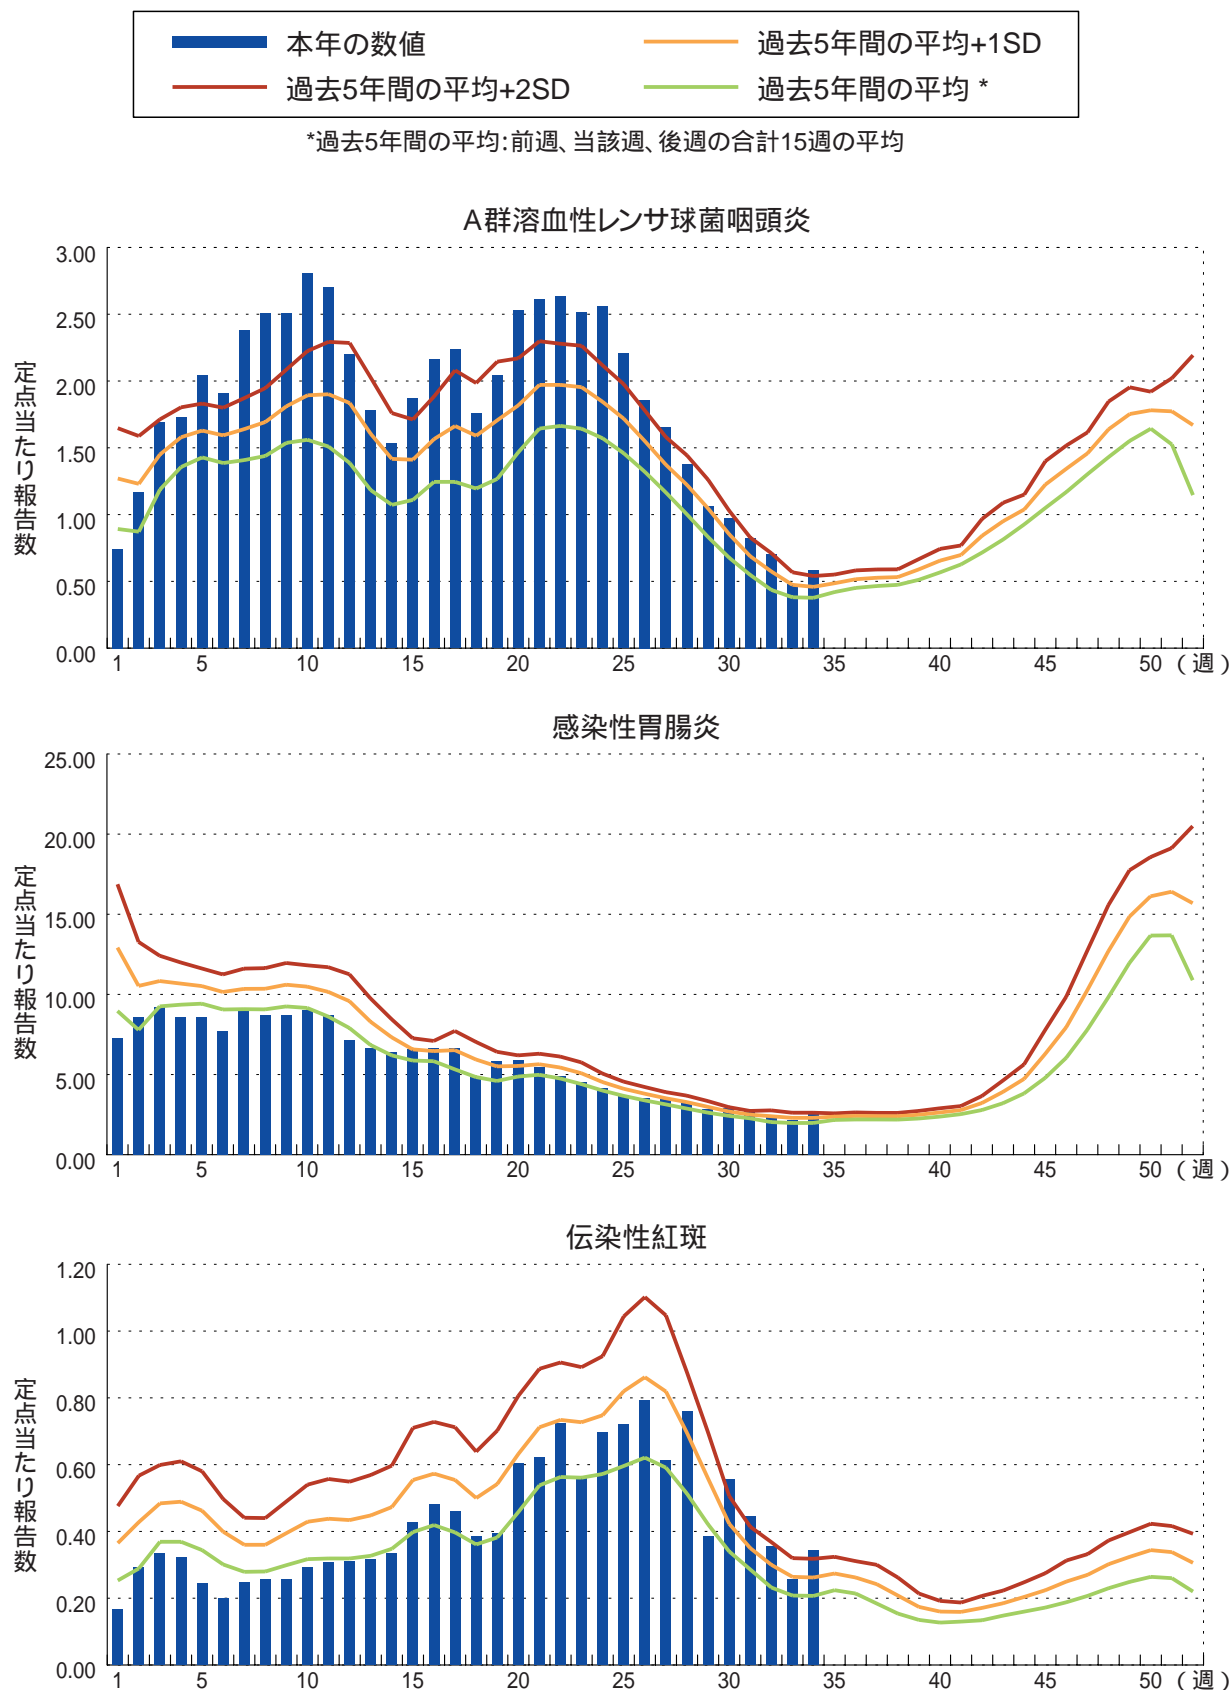 本年の数値 過去5年間の平均+1SD
過去5年間の平均+2SD 過去5年間の平均 *
*過去5年間の平均:前週、当該週、後週の合計15週の平均
A群溶血性レンサ球菌咽頭炎
定点当たり報告数
3.00
2.50
2.00
1.50
1.00
0.50
0.00
1 5 10 15 20 25 30 35 40 45 50 (週)
感染性胃腸炎
定点当たり報告数
25.00
20.00
15.00
10.00
5.00
0.00
1 5 10 15 20 25 30 35 40 45 50 (週)
伝染性紅斑
定点当たり報告数
1.20
1.00
0.80
0.60
0.40
0.20
0.00
1 5 10 15 20 25 30 35 40 45 50 (週)